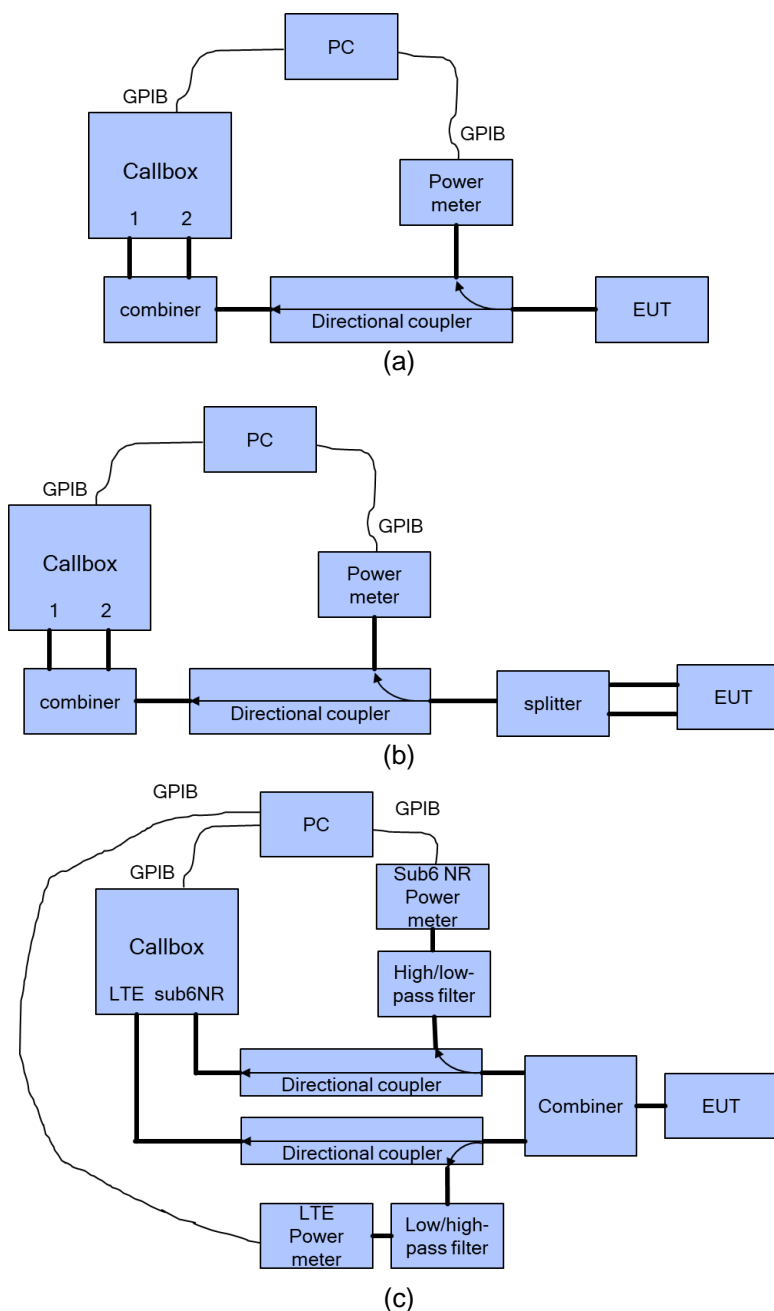 PC
GPIB
GPIB
Callbox
1 2
Power
meter
combiner
Directional coupler
EUT
(a)
PC
GPIB
GPIB
Callbox
1 2
Power
meter
combiner
Directional coupler
splitter
EUT
(b)
GPIB
PC
GPIB
GPIB
Sub6 NR
Power
meter
Callbox
LTE sub6NR
High/low-
pass filter
Directional coupler
Combiner
EUT
Directional coupler
LTE
Power
meter
Low/high-
pass filter
(c)